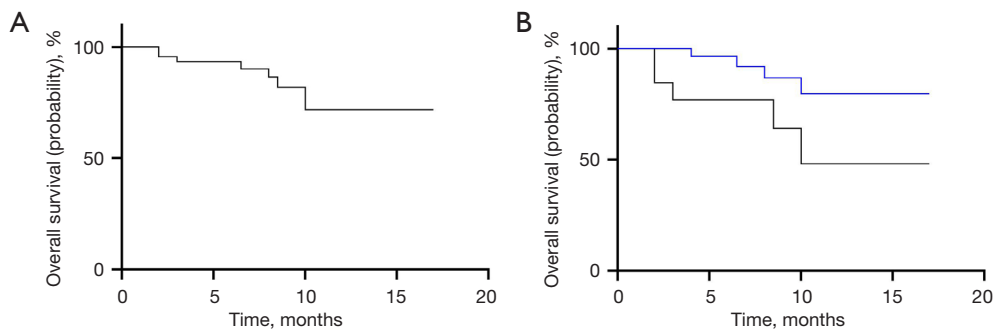 A
Overall survival (probability), %
100
50
0
0 5 10 15 20
Time, months
B
Overall survival (probability), %
100
50
0
0 5 10 15 20
Time, months